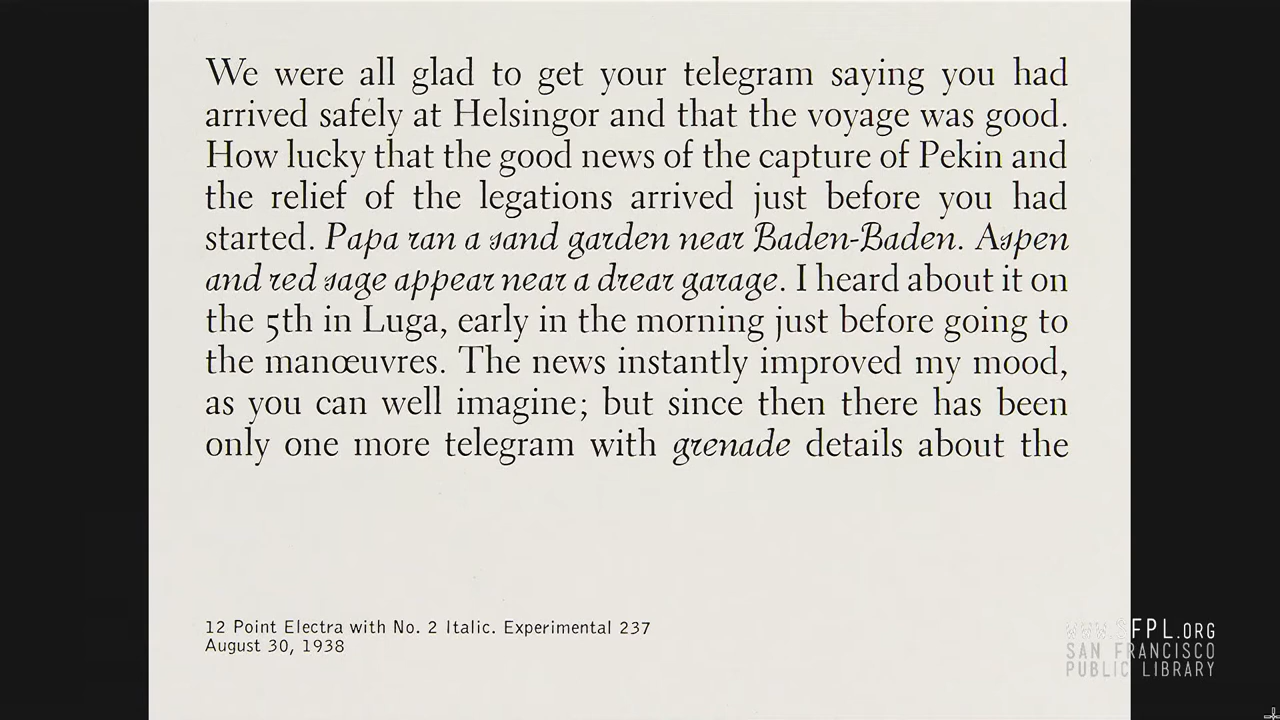 We were all glad to get your telegram saying you had
arrived safely at Helsingor and that the voyage was good.
How lucky that the good news of the capture of Pekin and
the relief of the legations arrived just before you had
started. Papa ran a sand garden near Baden-Baden. Aspen
and red sage appear near a drear garage. I heard about it on
the 5th in Luga, early in the morning just before going to
the manœuvres. The news instantly improved my mood,
as you can well imagine; but since then there has been
only one more telegram with grenade details about the
12 Point Electra with No. 2 Italic. Experimental 237
August 30, 1938
www.SFPL.ORG
SAN FRANCISCO
PUBLIC LIBRARY